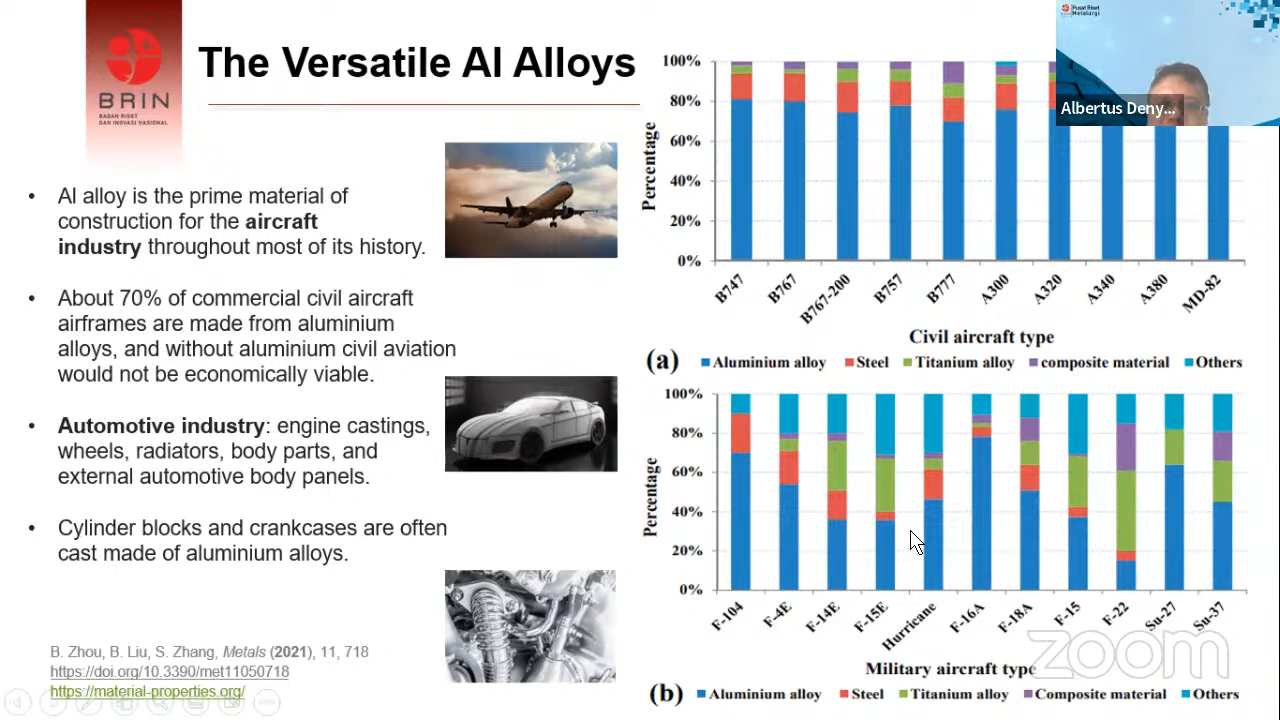 BRIN
BADAN RISET
DAN INOVASI NASIONAL
The Versatile Al Alloys
• Al alloy is the prime material of
construction for the aircraft
industry throughout most of its history.
• About 70% of commercial civil aircraft
airframes are made from aluminium
alloys, and without aluminium civil aviation
would not be economically viable.
• Automotive industry: engine castings,
wheels, radiators, body parts, and
external automotive body panels.
• Cylinder blocks and crankcases are often
cast made of aluminium alloys.
B. Zhou, B. Liu, S. Zhang, Metals (2021), 11, 718
https://doi.org/10.3390/met11050718
https://material-properties.org/
Pusat Riset
Metalurgi
Albertus Deny...
100%
80%
60%
40%
20%
0%
Percentage
B747
B767
B767-200
B757
B777
A300
A320
A340
A380
MD-82
Civil aircraft type
(a) Aluminium alloy Steel Titanium alloy composite material Others
100%
80%
60%
40%
20%
0%
Percentage
F-104
F-4E
F-14E
F-15E
Hurricane
F-16A
F-18A
F-15
F-22
Su-27
Su-37
zoom
Military aircraft type
(b) Aluminium alloy Steel Titanium alloy Composite material Others